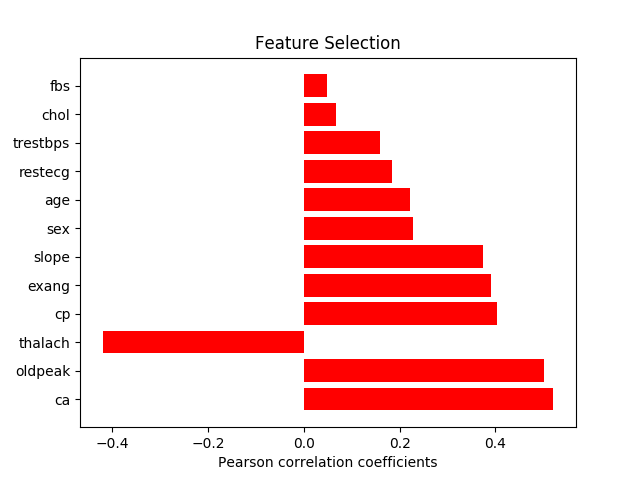 Feature Selection
fbs
chol
trestbps
restecg
age
sex
slope
exang
cp
thalach
oldpeak
ca
−0.4 −0.2 0.0 0.2 0.4
Pearson correlation coefficients